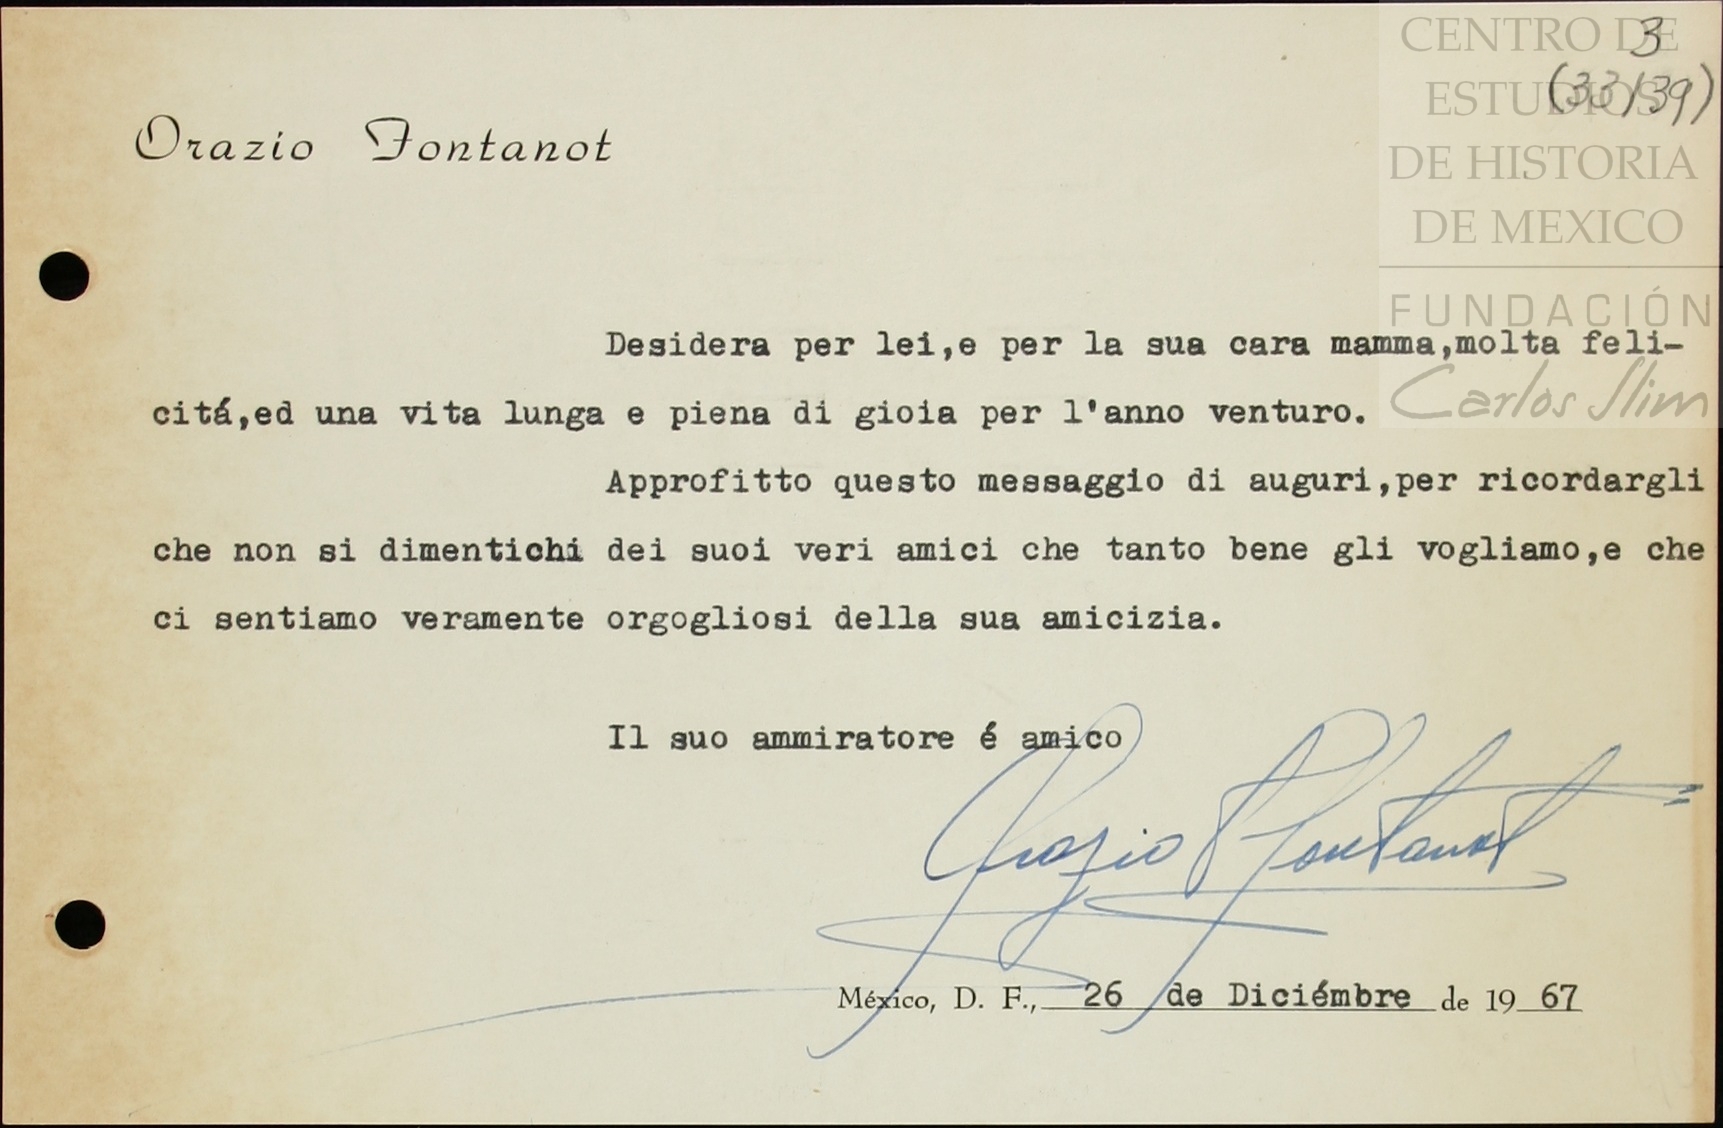 CENTRO DE
ESTUDIOS
DE HISTORIA
DE MEXICO
FUNDACIÓN
Carlos Slim
3
(33/39)
Orazio Fontanot
Desidera per lei,e per la sua cara mamma,molta feli-
citá,ed una vita lunga e piena di gioia per l'anno venturo.
Approfitto questo messaggio di auguri,per ricordargli
che non si dimentichi dei suoi veri amici che tanto bene gli vogliamo,e che
ci sentiamo veramente orgogliosi della sua amicizia.
Il suo ammiratore é amico
Orazio Fontanot
México, D. F., 26 de Diciémbre de 19 67